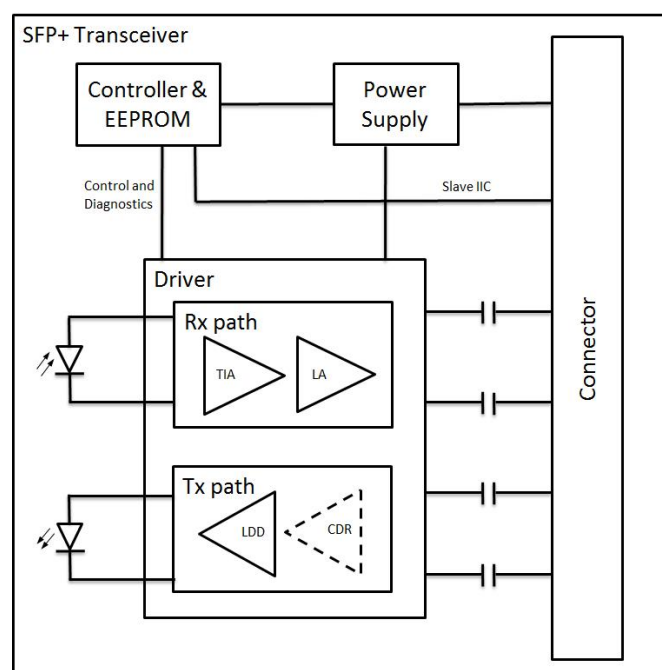 SFP+ Transceiver
Controller &
EEPROM
Power
Supply
Control and
Diagnostics
Slave IIC
Driver
Rx path
TIA
LA
Connector
Tx path
LDD
CDR